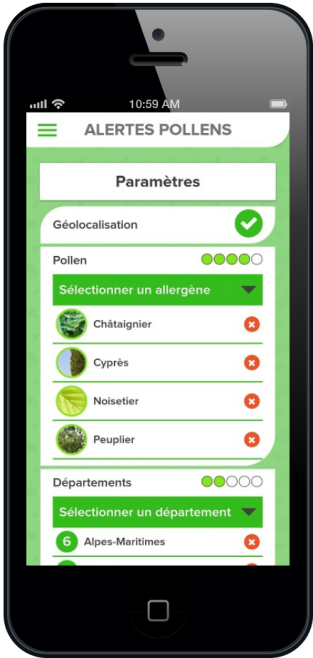 10:59 AM
ALERTES POLLENS
Paramètres
Géolocalisation
Pollen
Sélectionner un allergène
Châtaignier
Cyprès
Noisetier
Peuplier
Départements
Sélectionner un département
6 Alpes-Maritimes